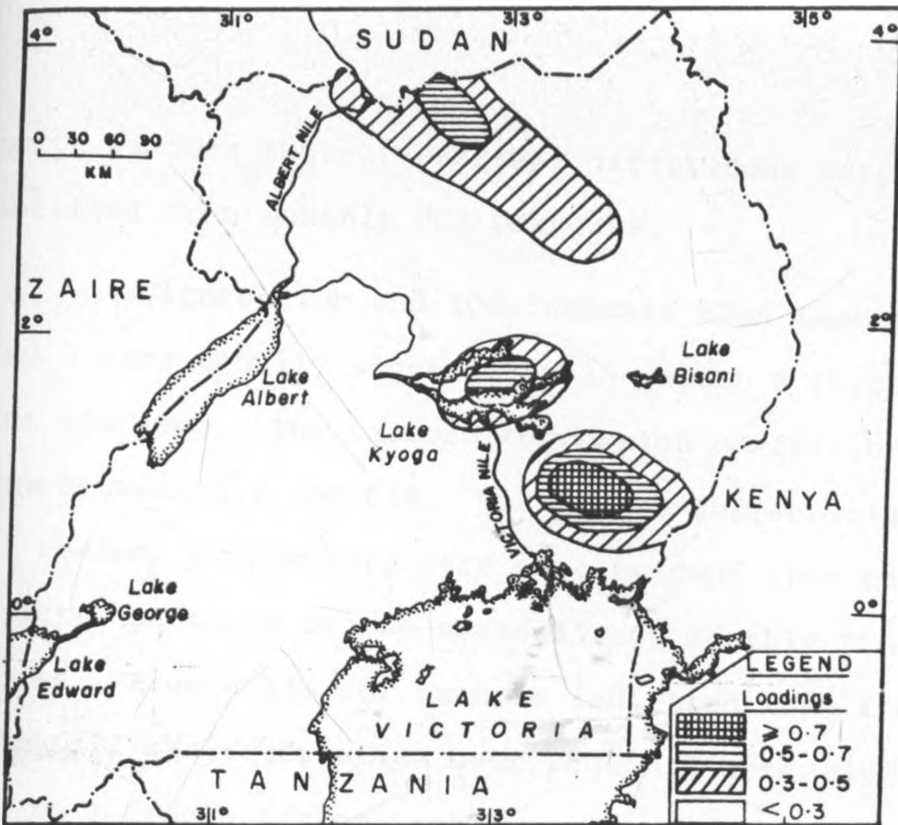 31° 33° 35°
4° 4°
SUDAN
0 30 60 90
KM
ALBERT NILE
ZAIRE
2° 2°
Lake
Albert
Lake
Bisani
Lake
Kyoga
VICTORIA NILE
KENYA
Lake
George
0° 0°
Lake
Edward
LAKE
VICTORIA
TANZANIA
31° 33°
LEGEND
Loadings
⩾ 0.7
0.5-0.7
0.3-0.5
< 0.3